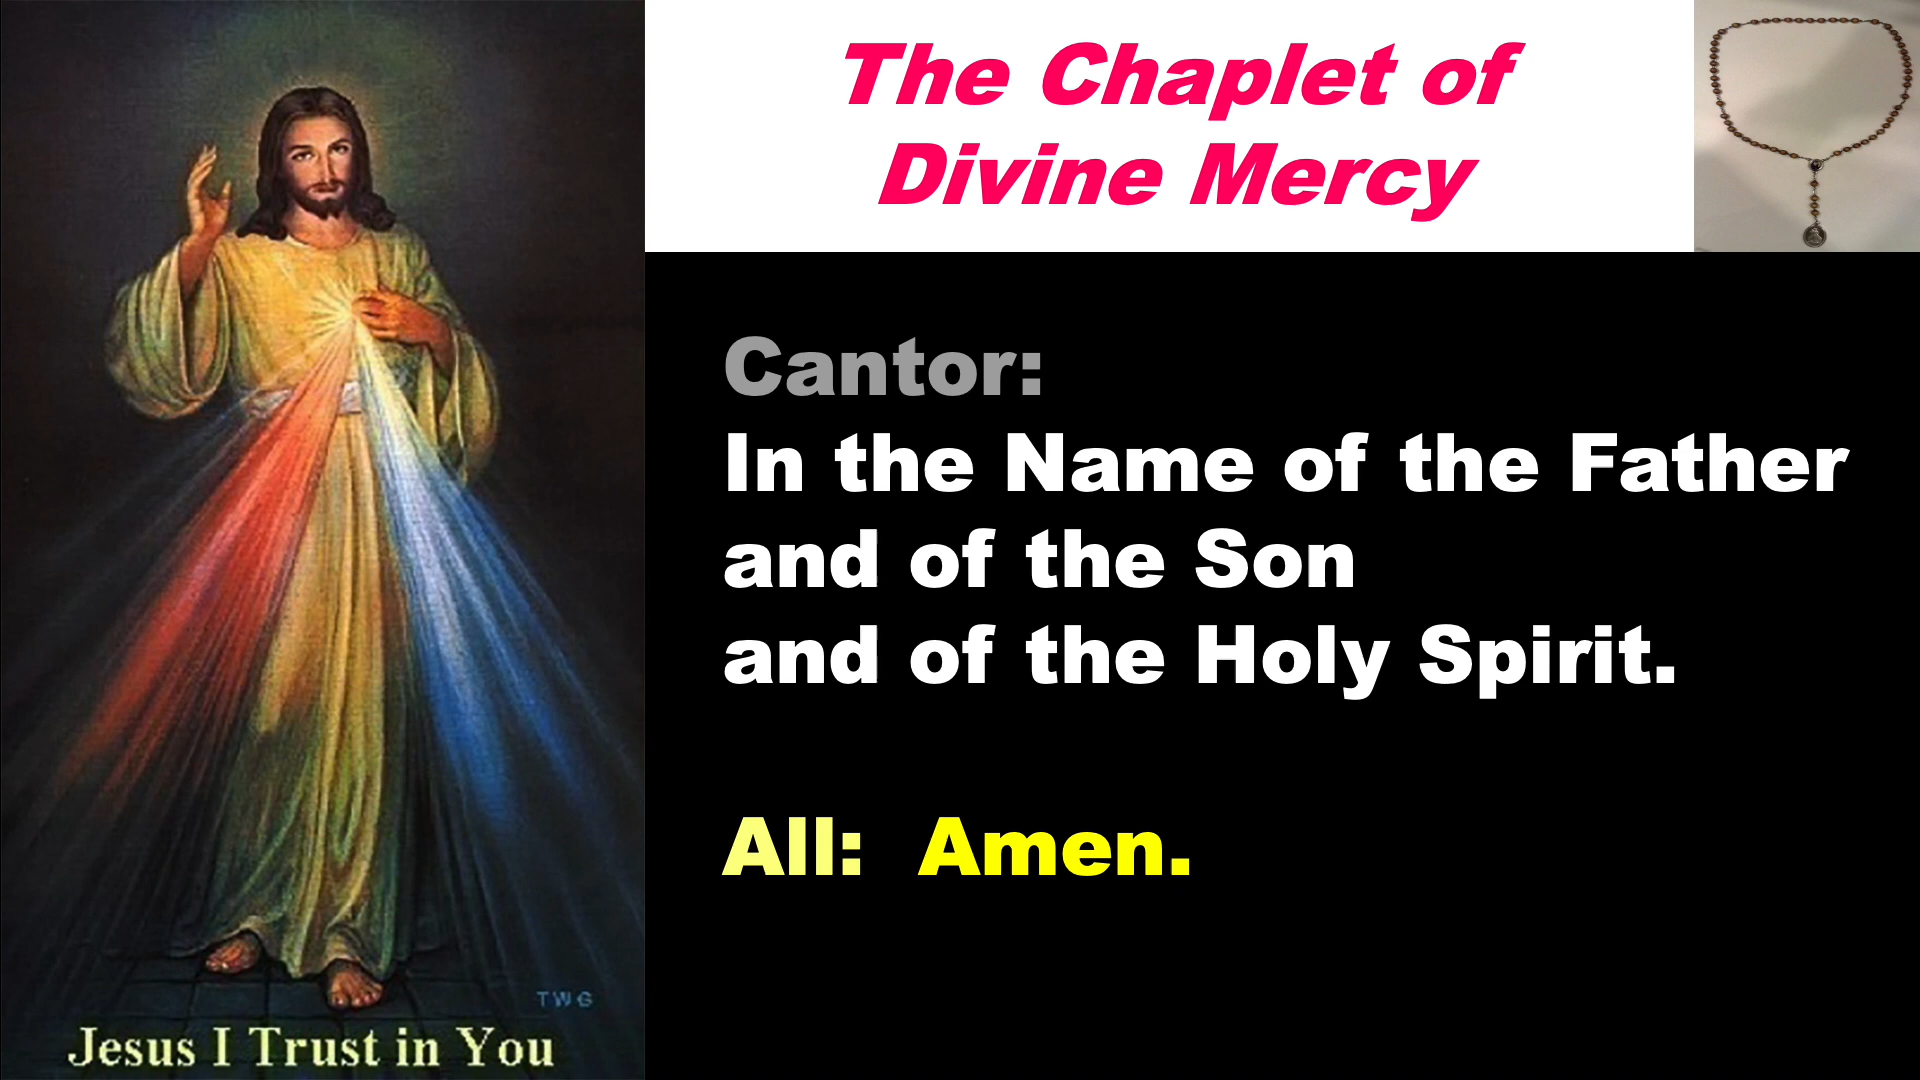 The Chaplet of
Divine Mercy
Cantor:
In the Name of the Father
and of the Son
and of the Holy Spirit.
All:  Amen.
TWG
Jesus I Trust in You